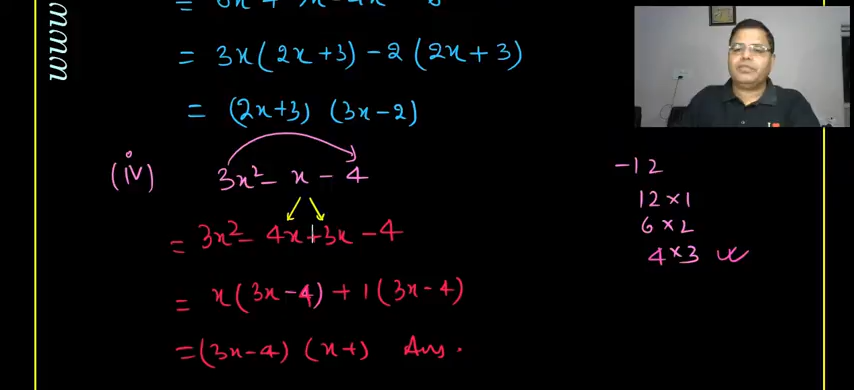 www
= 3x(2x+3) - 2(2x+3)
= (2x+3) (3x-2)
(iv) 3x² - x - 4
= 3x² - 4x + 3x - 4
= x(3x-4) + 1(3x-4)
= (3x-4) (x+) Ans.
-12
12 × 1
6 × 2
4 × 3